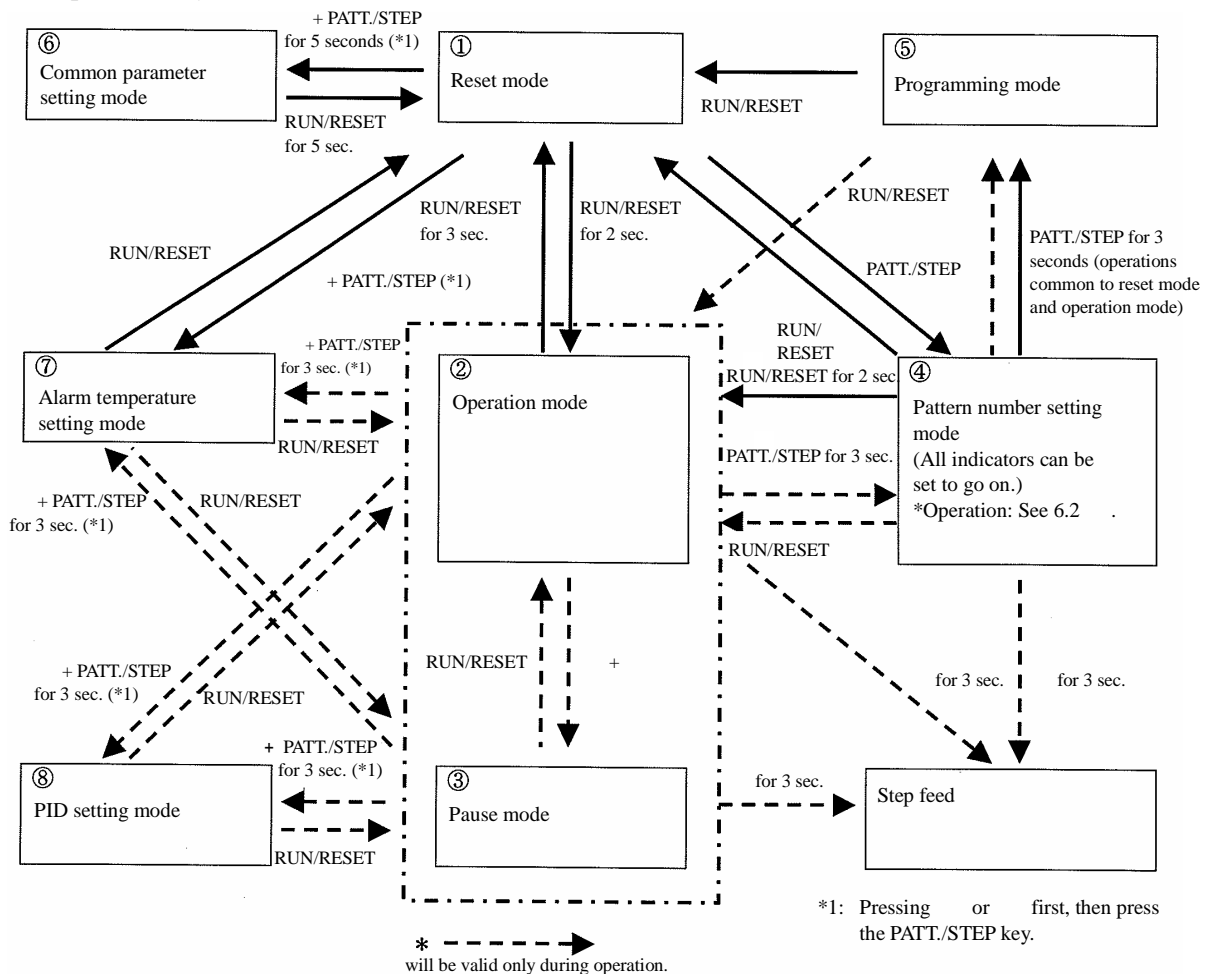 ⑥
Common parameter
setting mode
+ PATT./STEP
for 5 seconds (*1)
RUN/RESET
for 5 sec.
①
Reset mode
RUN/RESET
⑤
Programming mode
RUN/RESET
RUN/RESET
for 3 sec.
RUN/RESET
for 2 sec.
RUN/RESET
PATT./STEP
PATT./STEP for 3
seconds (operations
common to reset mode
and operation mode)
+ PATT./STEP (*1)
RUN/
RESET
RUN/RESET for 2 sec.
⑦
Alarm temperature
setting mode
+ PATT./STEP
for 3 sec. (*1)
RUN/RESET
②
Operation mode
④
Pattern number setting
mode
(All indicators can be
set to go on.)
*Operation: See 6.2 .
PATT./STEP for 3 sec.
RUN/RESET
+ PATT./STEP
for 3 sec. (*1)
RUN/RESET
+ PATT./STEP
for 3 sec. (*1)
RUN/RESET
RUN/RESET
+
for 3 sec.
for 3 sec.
⑧
PID setting mode
+ PATT./STEP
for 3 sec. (*1)
RUN/RESET
③
Pause mode
for 3 sec.
Step feed
*1: Pressing or first, then press
the PATT./STEP key.
*
will be valid only during operation.